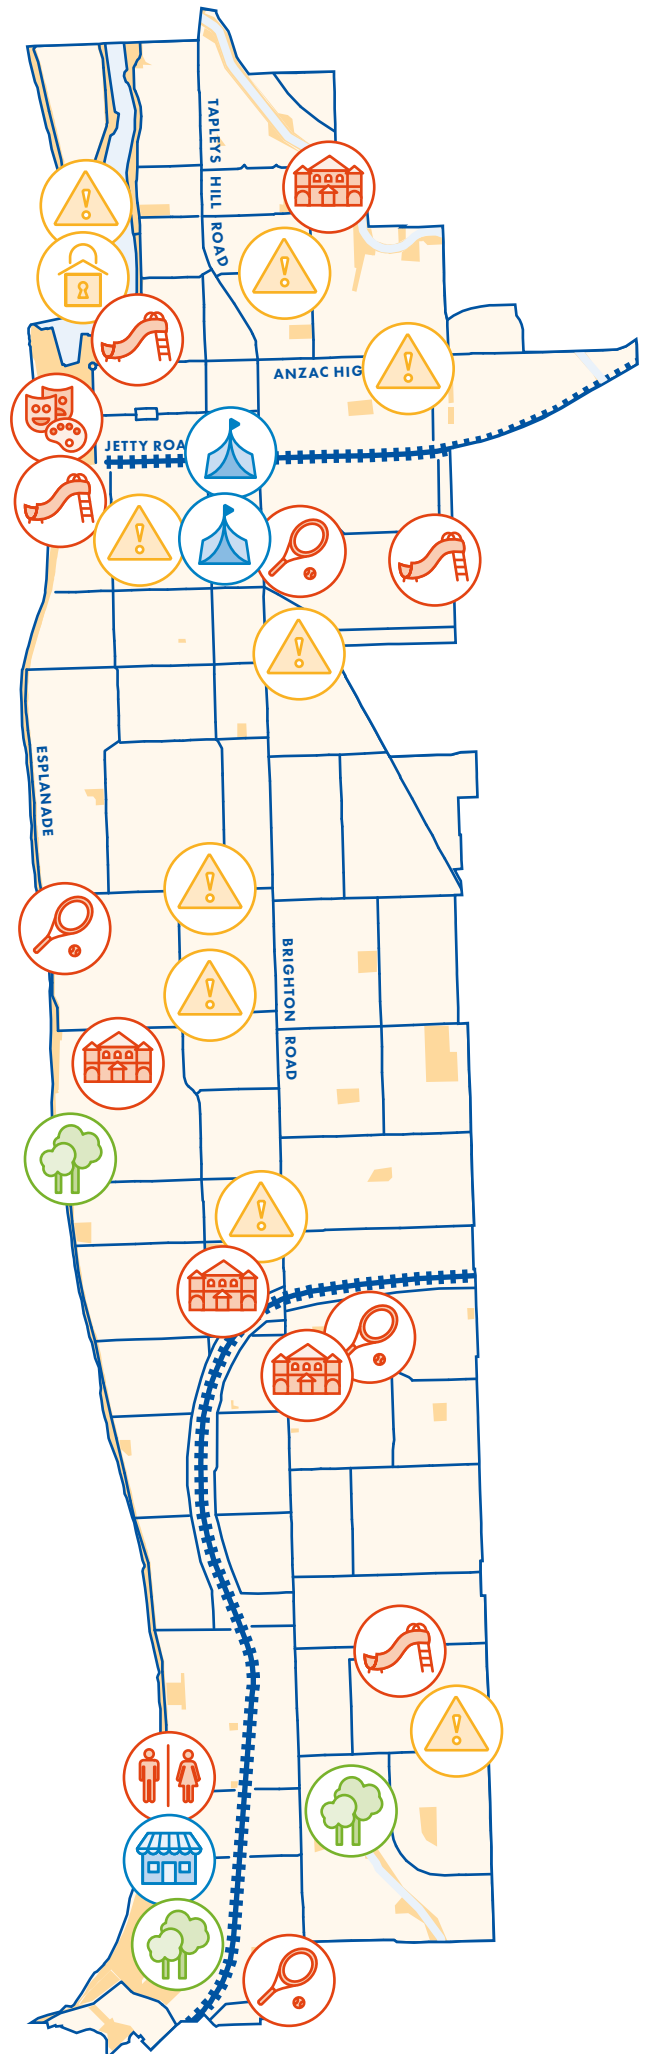 TAPLEYS HILL ROAD
ANZAC HIG
JETTY ROA
ESPLANADE
BRIGHTON ROAD